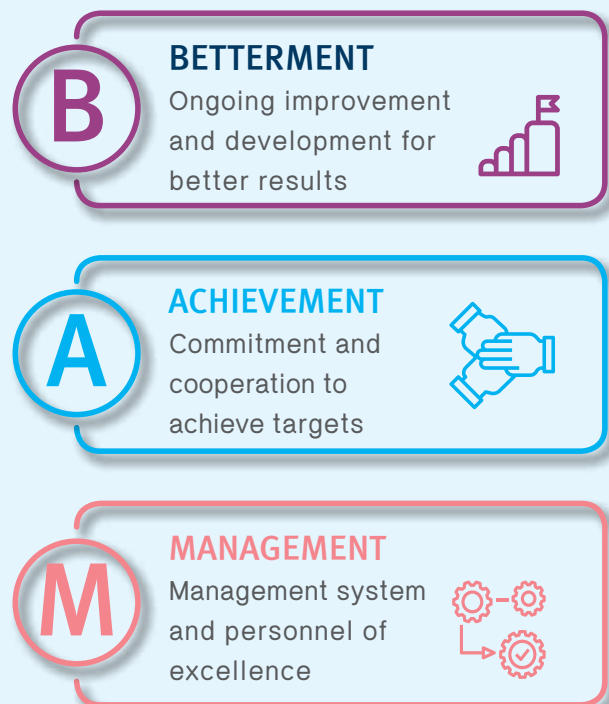 B
BETTERMENT
Ongoing improvement
and development for
better results
A
ACHIEVEMENT
Commitment and
cooperation to
achieve targets
M
MANAGEMENT
Management system
and personnel of
excellence